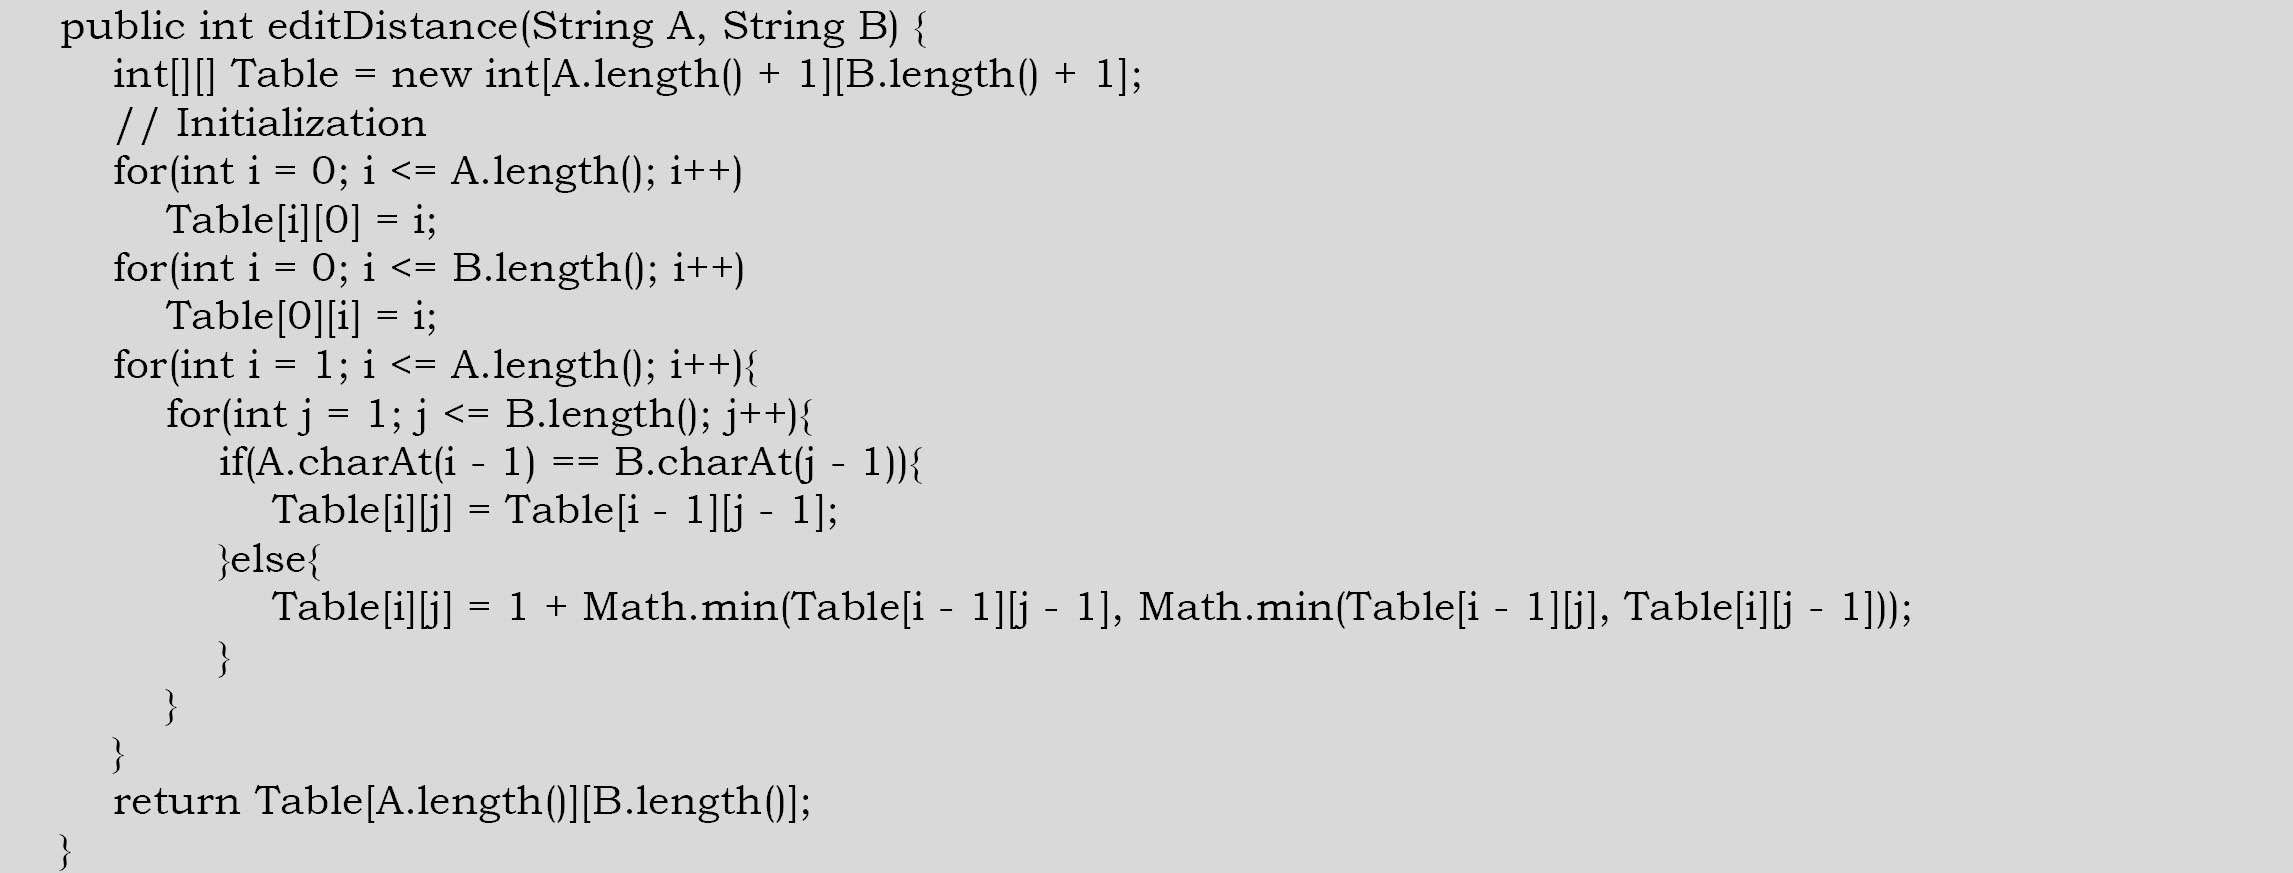 public int editDistance(String A, String B) {
int[][] Table = new int[A.length() + 1][B.length() + 1];
// Initialization
for(int i = 0; i <= A.length(); i++)
Table[i][0] = i;
for(int i = 0; i <= B.length(); i++)
Table[0][i] = i;
for(int i = 1; i <= A.length(); i++){
for(int j = 1; j <= B.length(); j++){
if(A.charAt(i - 1) == B.charAt(j - 1)){
Table[i][j] = Table[i - 1][j - 1];
}else{
Table[i][j] = 1 + Math.min(Table[i - 1][j - 1], Math.min(Table[i - 1][j], Table[i][j - 1]));
}
}
}
return Table[A.length()][B.length()];
}